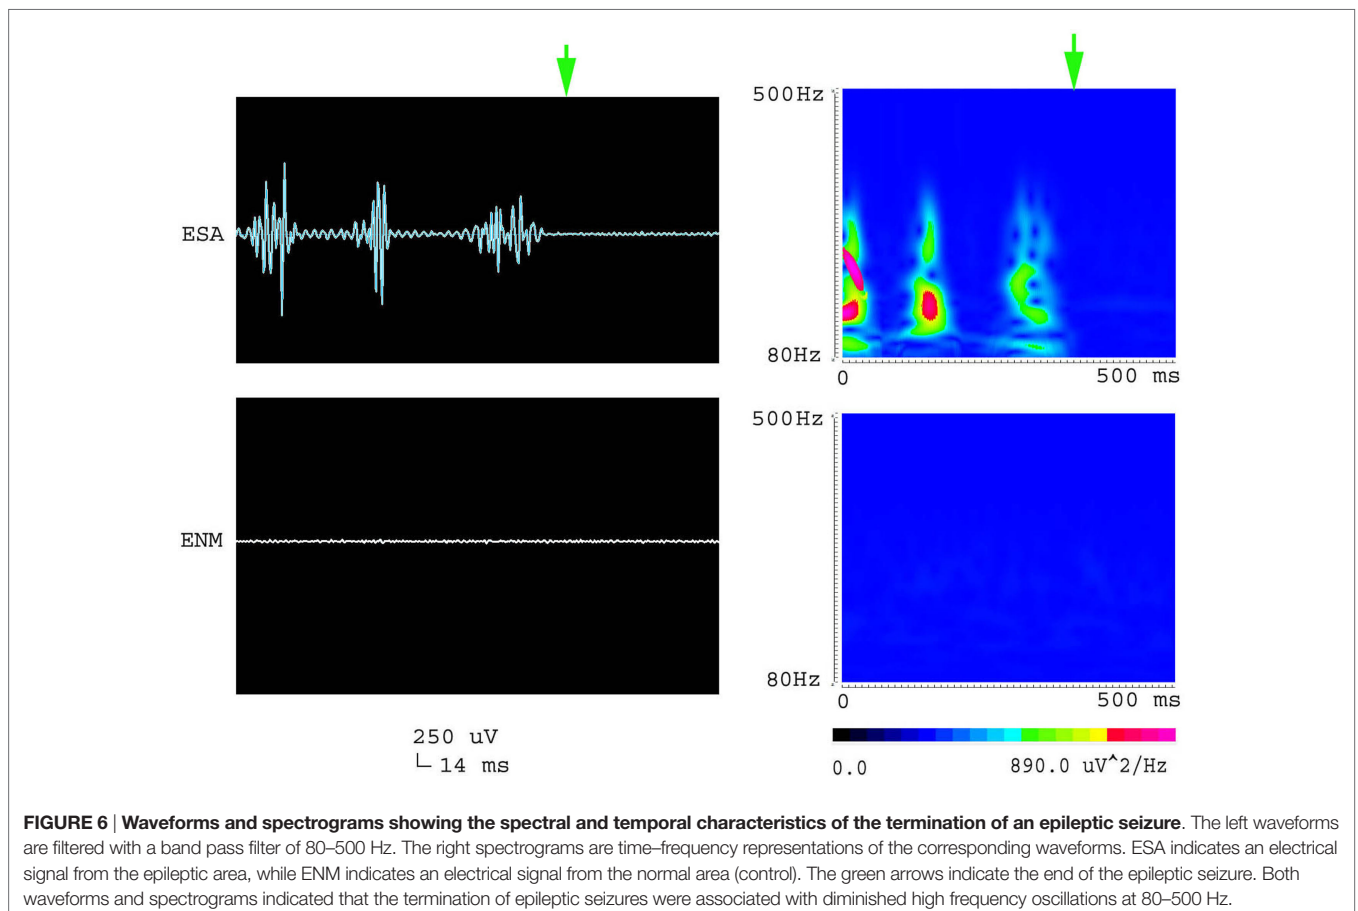 500Hz
ESA
80Hz
0 500 ms
500Hz
ENM
80Hz
0 500 ms
250 uV
14 ms
0.0 890.0 uV^2/Hz
FIGURE 6 | Waveforms and spectrograms showing the spectral and temporal characteristics of the termination of an epileptic seizure. The left waveforms
are filtered with a band pass filter of 80–500 Hz. The right spectrograms are time–frequency representations of the corresponding waveforms. ESA indicates an electrical
signal from the epileptic area, while ENM indicates an electrical signal from the normal area (control). The green arrows indicate the end of the epileptic seizure. Both
waveforms and spectrograms indicated that the termination of epileptic seizures were associated with diminished high frequency oscillations at 80–500 Hz.